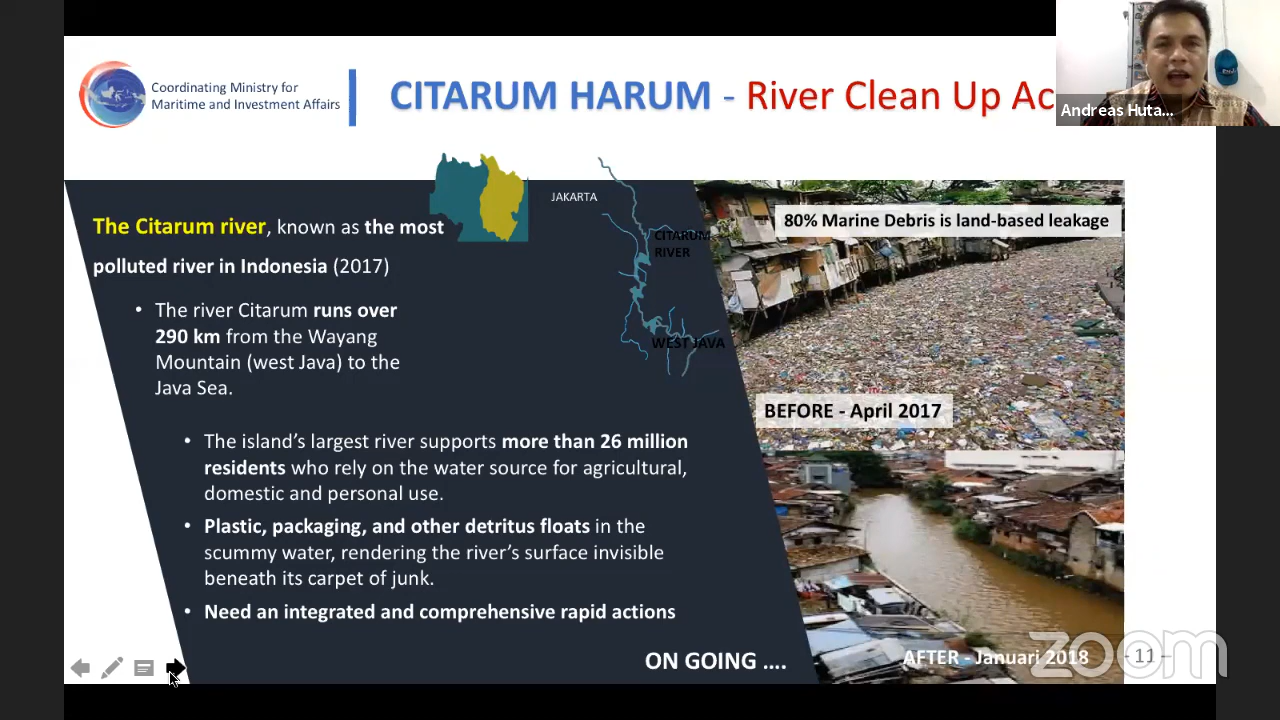 Coordinating Ministry for
Maritime and Investment Affairs
CITARUM HARUM - River Clean Up Ac
Andreas Huta...
JAKARTA
CITARUM
RIVER
WEST JAVA
The Citarum river, known as the most
polluted river in Indonesia (2017)
• The river Citarum runs over
290 km from the Wayang
Mountain (west Java) to the
Java Sea.
• The island’s largest river supports more than 26 million
residents who rely on the water source for agricultural,
domestic and personal use.
• Plastic, packaging, and other detritus floats in the
scummy water, rendering the river’s surface invisible
beneath its carpet of junk.
• Need an integrated and comprehensive rapid actions
ON GOING ....
80% Marine Debris is land-based leakage
BEFORE - April 2017
AFTER - Januari 2018
- 11 -
zoom